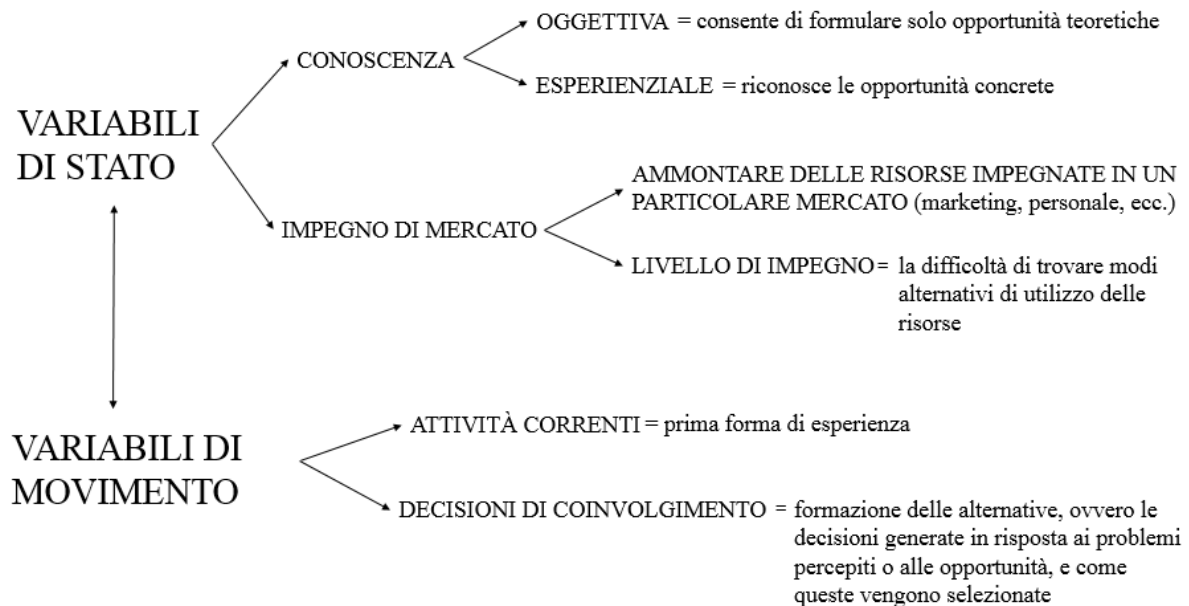 OGGETTIVA = consente di formulare solo opportunità teoretiche
CONOSCENZA
ESPERIENZIALE = riconosce le opportunità concrete
VARIABILI
DI STATO
AMMONTARE DELLE RISORSE IMPEGNATE IN UN
PARTICOLARE MERCATO (marketing, personale, ecc.)
IMPEGNO DI MERCATO
LIVELLO DI IMPEGNO = la difficoltà di trovare modi
alternativi di utilizzo delle
risorse
ATTIVITÀ CORRENTI = prima forma di esperienza
VARIABILI DI
MOVIMENTO
DECISIONI DI COINVOLGIMENTO = formazione delle alternative, ovvero le
decisioni generate in risposta ai problemi
percepiti o alle opportunità, e come
queste vengono selezionate